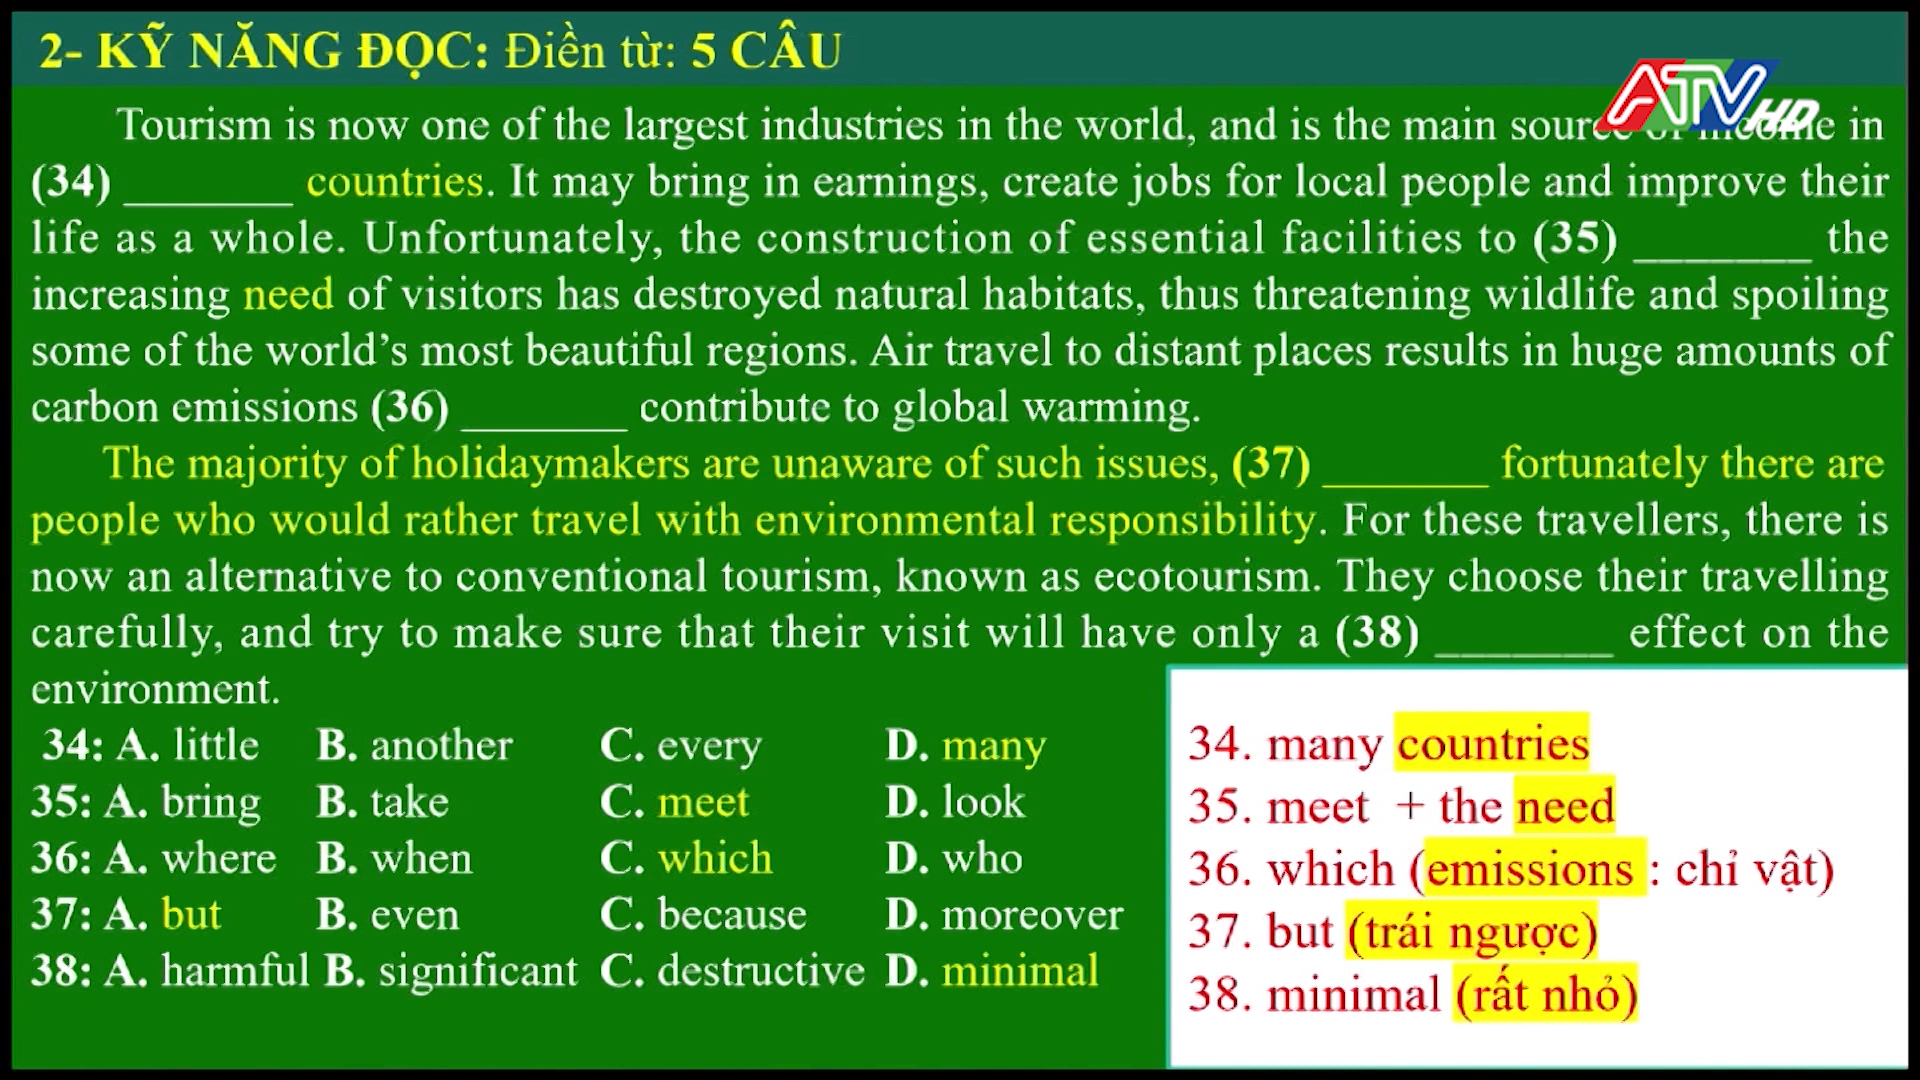 2- KỸ NĂNG ĐỌC: Điền từ: 5 CÂU
ATV HD
Tourism is now one of the largest industries in the world, and is the main source of income in
(34) _______ countries. It may bring in earnings, create jobs for local people and improve their
life as a whole. Unfortunately, the construction of essential facilities to (35) _______ the
increasing need of visitors has destroyed natural habitats, thus threatening wildlife and spoiling
some of the world’s most beautiful regions. Air travel to distant places results in huge amounts of
carbon emissions (36) _______ contribute to global warming.
The majority of holidaymakers are unaware of such issues, (37) _______ fortunately there are
people who would rather travel with environmental responsibility. For these travellers, there is
now an alternative to conventional tourism, known as ecotourism. They choose their travelling
carefully, and try to make sure that their visit will have only a (38) _______ effect on the
environment.
34: A. little B. another C. every D. many
35: A. bring B. take C. meet D. look
36: A. where B. when C. which D. who
37: A. but B. even C. because D. moreover
38: A. harmful B. significant C. destructive D. minimal
34. many countries
35. meet + the need
36. which (emissions : chỉ vật)
37. but (trái ngược)
38. minimal (rất nhỏ)